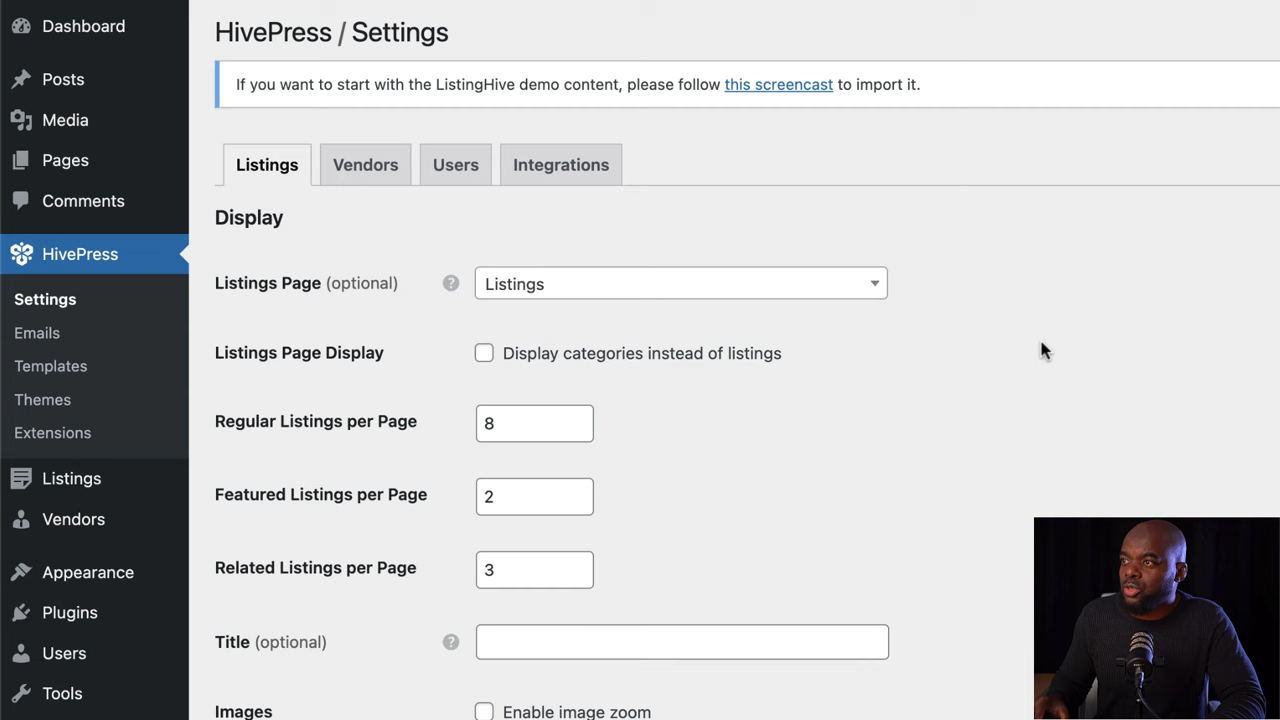 Dashboard
Posts
Media
Pages
Comments
HivePress
Settings
Emails
Templates
Themes
Extensions
Listings
Vendors
Appearance
Plugins
Users
Tools
HivePress / Settings
If you want to start with the ListingHive demo content, please follow this screencast to import it.
Listings Vendors Users Integrations
Display
Listings Page (optional) ? Listings
Listings Page Display Display categories instead of listings
Regular Listings per Page 8
Featured Listings per Page 2
Related Listings per Page 3
Title (optional) ?
Images Enable image zoom